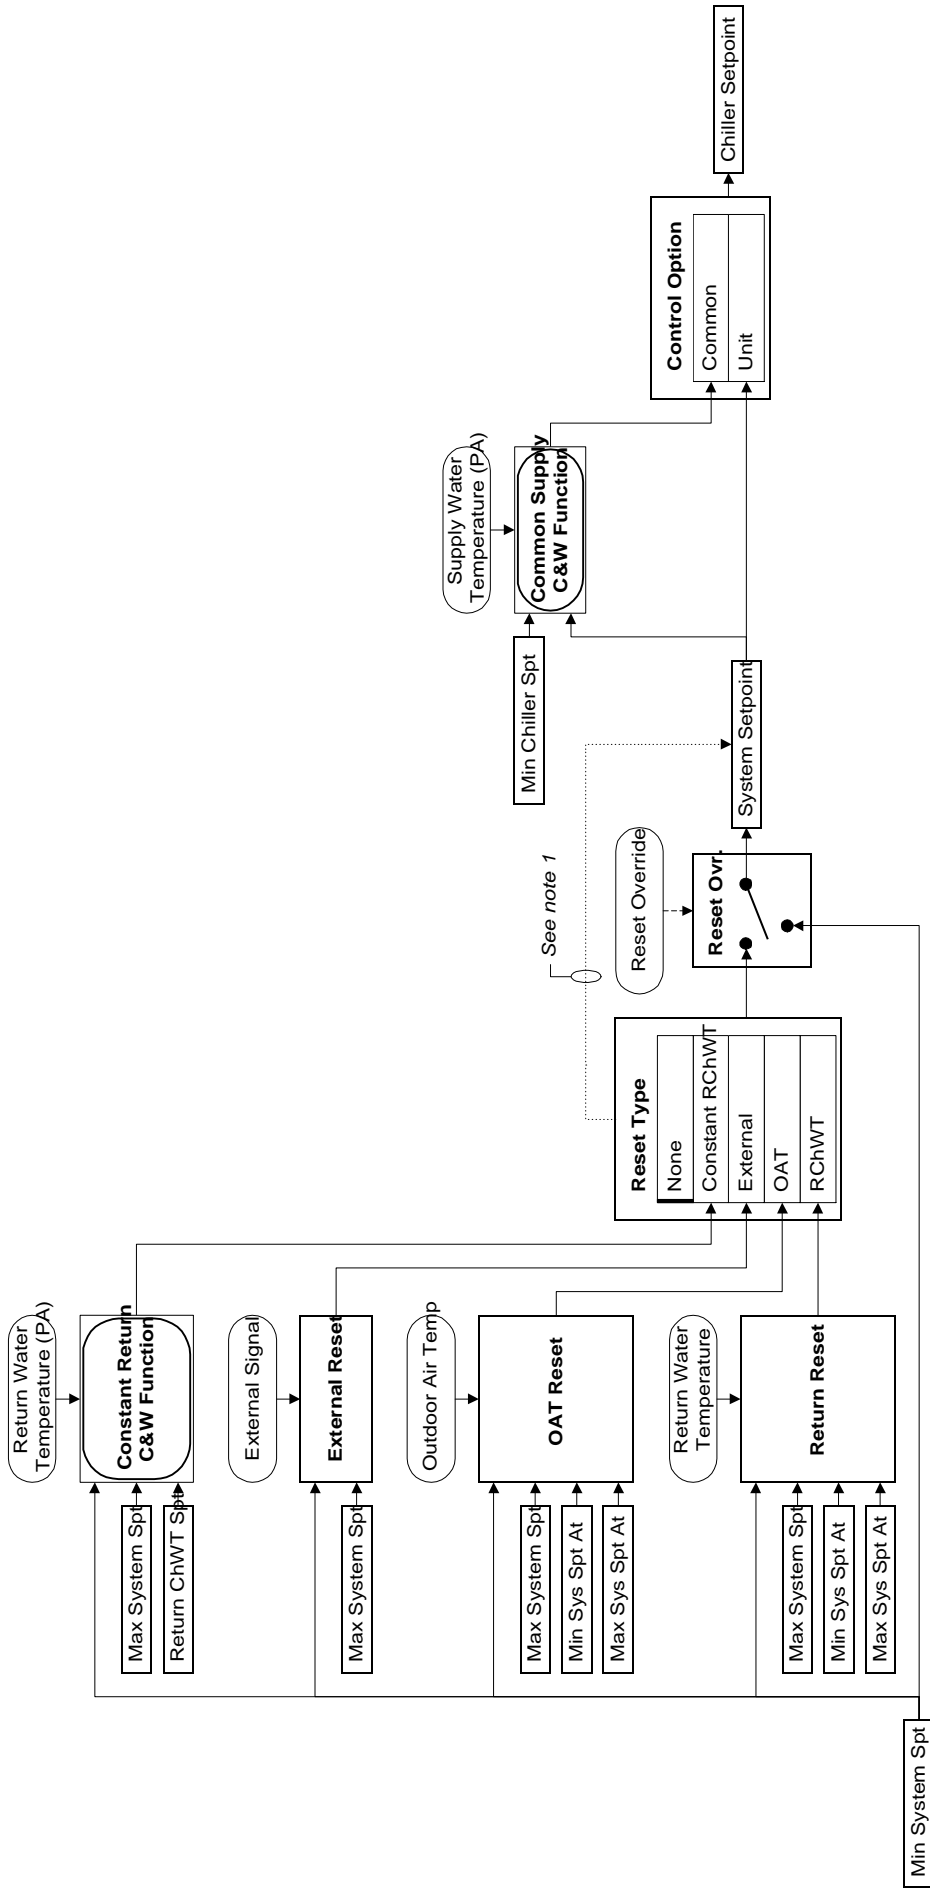 Return Water
Temperature (PA)
Constant Return
C&W Function
Max System Spt
Return ChWT Spt
External Signal
External Reset
Max System Spt
Outdoor Air Temp
OAT Reset
Max System Spt
Min Sys Spt At
Max Sys Spt At
Return Water
Temperature
Return Reset
Max System Spt
Min Sys Spt At
Max Sys Spt At
Min System Spt
Reset Type
None
Constant RChWT
External
OAT
RChWT
See note 1
Reset Override
Reset Ovr.
System Setpoint
Min Chiller Spt
Supply Water
Temperature (PA)
Common Supply
C&W Function
Control Option
Common
Unit
Chiller Setpoint